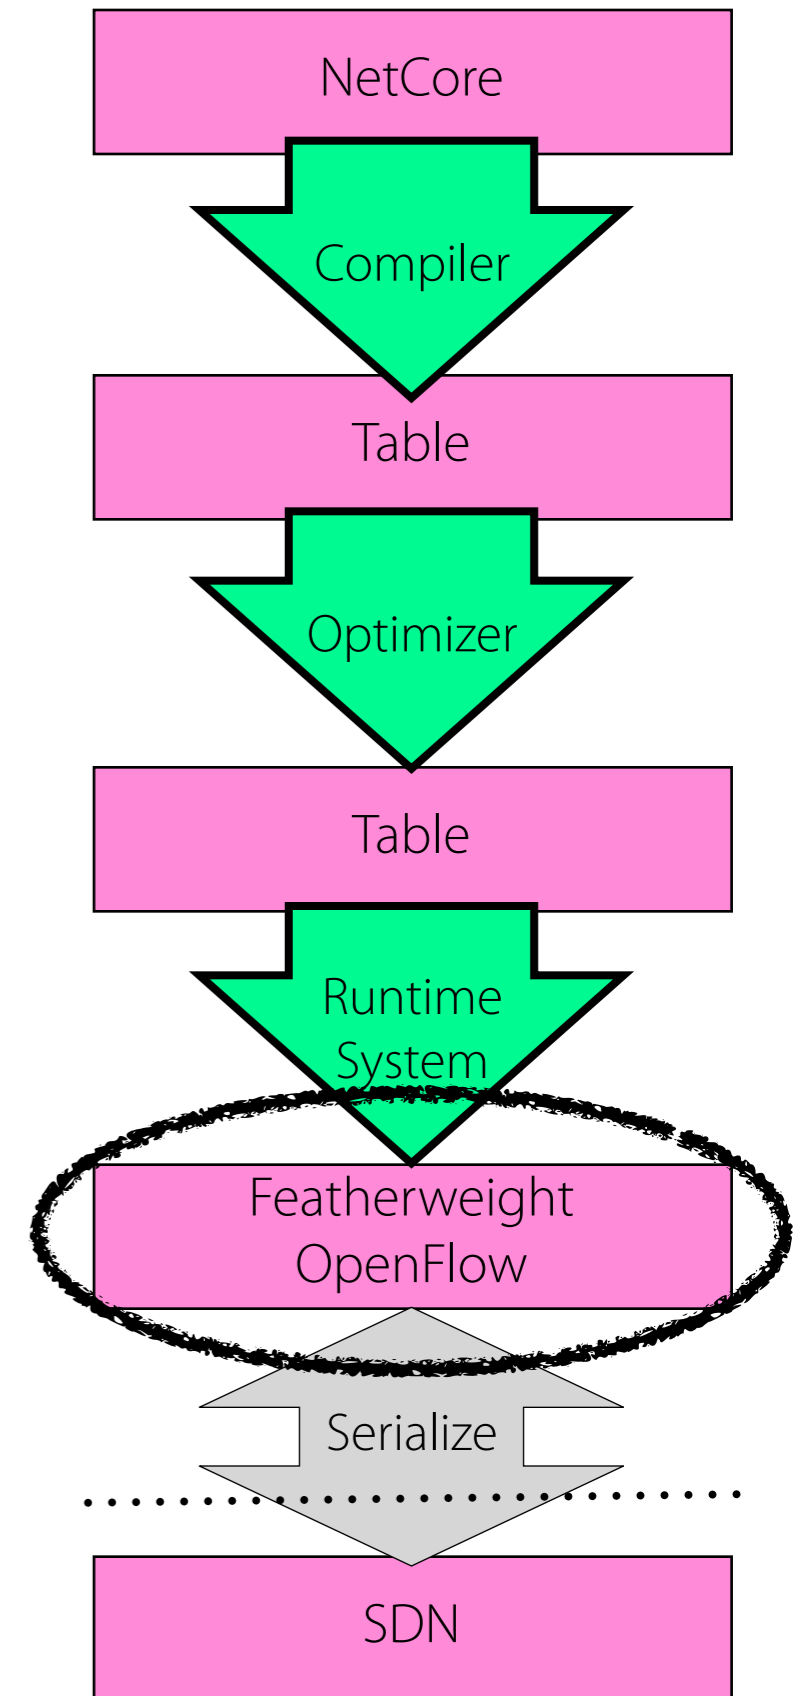 NetCore
Compiler
Table
Optimizer
Table
Runtime
System
Featherweight
OpenFlow
Serialize
SDN